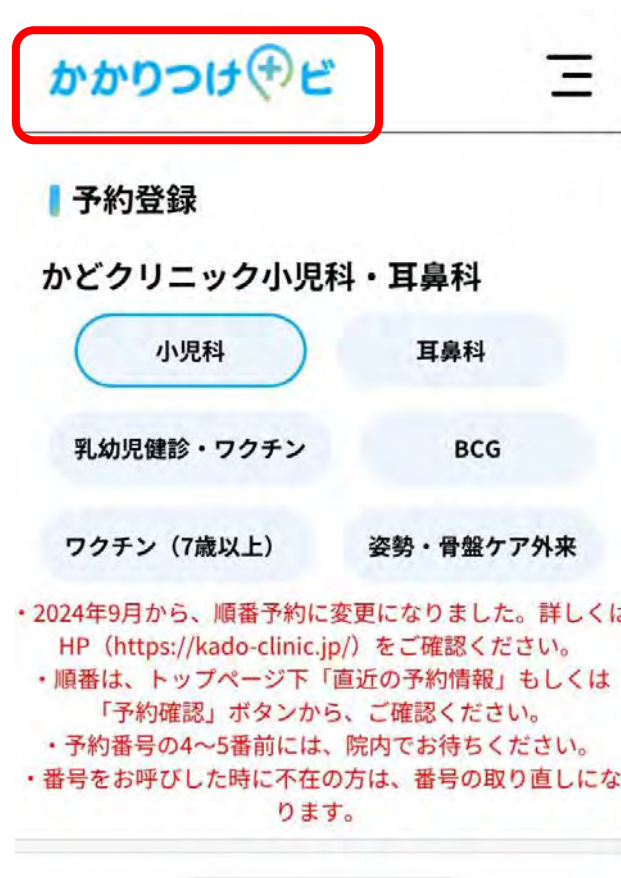 かかりつけナビ
予約登録
かどクリニック小児科・耳鼻科
小児科
耳鼻科
乳幼児健診・ワクチン
BCG
ワクチン（7歳以上）
姿勢・骨盤ケア外来
・2024年9月から、順番予約に変更になりました。詳しくは
HP（https://kado-clinic.jp/）をご確認ください。
・順番は、トップページ下「直近の予約情報」もしくは
「予約確認」ボタンから、ご確認ください。
・予約番号の4〜5番前には、院内でお待ちください。
・番号をお呼びした時に不在の方は、番号の取り直しにな
ります。